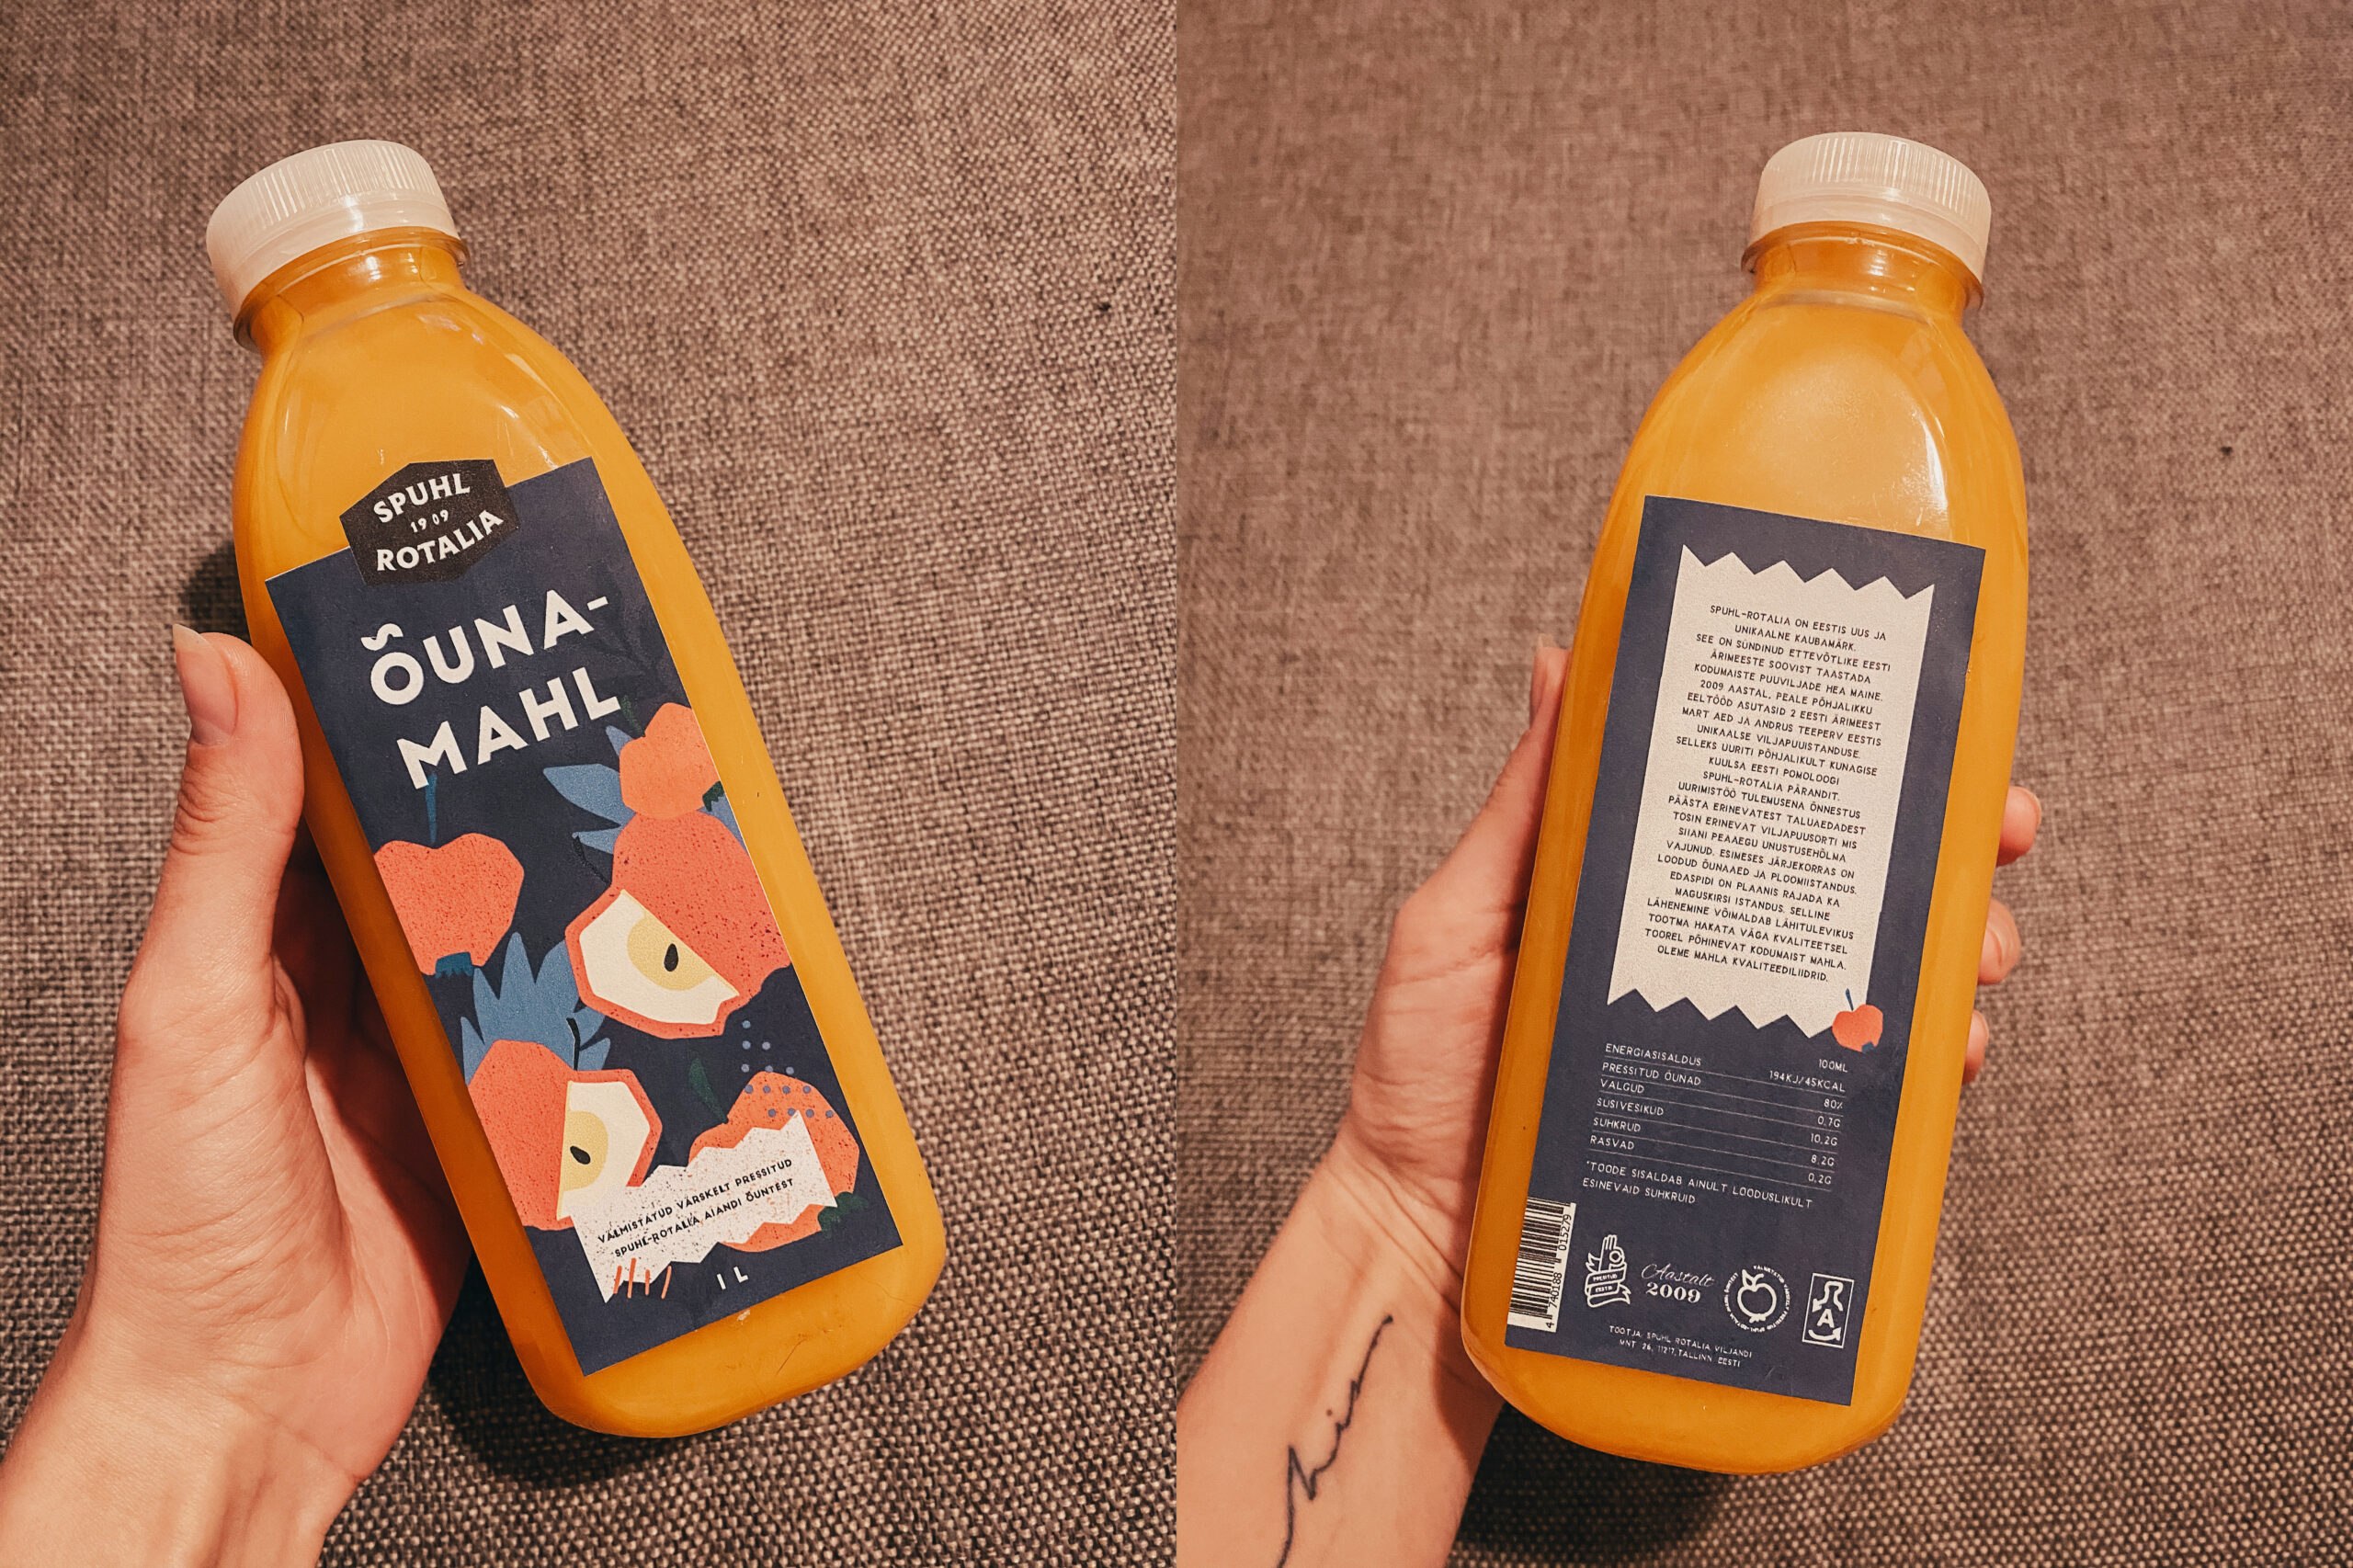 SPUHL
1909
ROTALIA
ÕUNA-
MAHL
VALMISTATUD VÄRSKELT PRESSITUD
SPUHL-ROTALIA AIANDI ÕUNTEST
1 L
SPUHL-ROTALIA ON EESTIS UUS JA
UNIKAALNE KAUBAMÄRK.
SEE ON SÜNDINUD ETTEVÕTLIKE EESTI
ÄRIMEESTE SOOVIST TAASTADA
KODUMAISTE PUUVILJADE HEA MAINE.
2009 AASTAL, PEALE PÕHJALIKKU
EELTÖÖD ASUTASID 2 EESTI ÄRIMEEST
MART AED JA ANDRUS TEEPERV EESTIS
UNIKAALSE VILJAPUUISTANDUSE.
SELLEKS UURITI PÕHJALIKULT KUNAGISE
KUULSA EESTI POMOLOOGI
SPUHL-ROTALIA PÄRANDIT.
UURIMISTÖÖ TULEMUSENA ÕNNESTUS
PÄÄSTA ERINEVATEST TALUAEDADEST
TOSIN ERINEVAT VILJAPUUSORTI MIS
SIIANI PEAAEGU UNUSTUSEHÕLMA
VAJUNUD. ESIMESES JÄRJEKORRAS ON
LOODUD ÕUNAAED JA PLOOMIISTANDUS.
EDASPIDI ON PLAANIS RAJADA KA
MAGUSKIRSI ISTANDUS. SELLINE
LÄHENEMINE VÕIMALDAB LÄHITULEVIKUS
TOOTMA HAKATA VÄGA KVALITEETSEL
TOOREL PÕHINEVAT KODUMAIST MAHLA.
OLEME MAHLA KVALITEEDILIIDRID.
ENERGIASISALDUS 100ML
194KJ/45KCAL
PRESSITUD ÕUNAD 80%
VALGUD 0,7G
SUSIVESIKUD 10,2G
SUHKRUD 8,2G
RASVAD 0,2G
*TOODE SISALDAB AINULT LOODUSLIKULT
ESINEVAID SUHKRUID
4 740188 015279
PRESSITUD
EESTIS
Aastalt
2009
A
TOOTJA: SPUHL ROTALIA VILJANDI
MNT 26, 11217, TALLINN EESTI